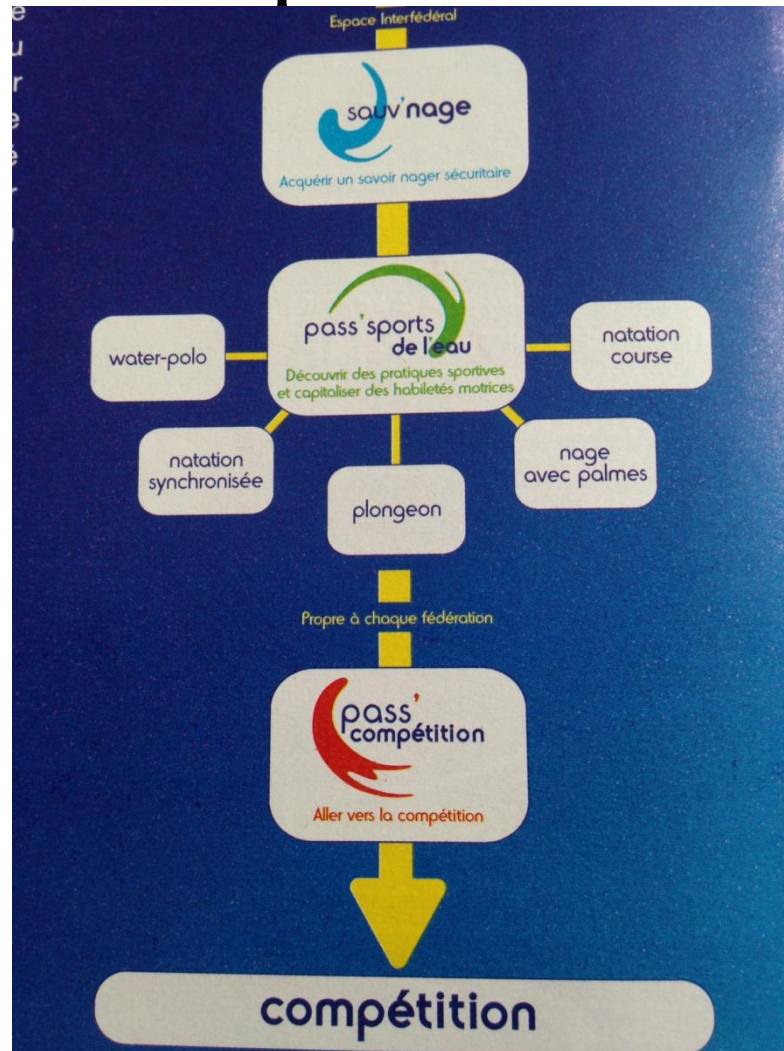 Espace Interfédéral
sauv'nage
Acquérir un savoir nager sécuritaire
pass'sports
de l'eau
Découvrir des pratiques sportives
et capitaliser des habiletés motrices
water-polo
natation
course
natation
synchronisée
nage
avec palmes
plongeon
Propre à chaque fédération
pass'
compétition
Aller vers la compétition
compétition